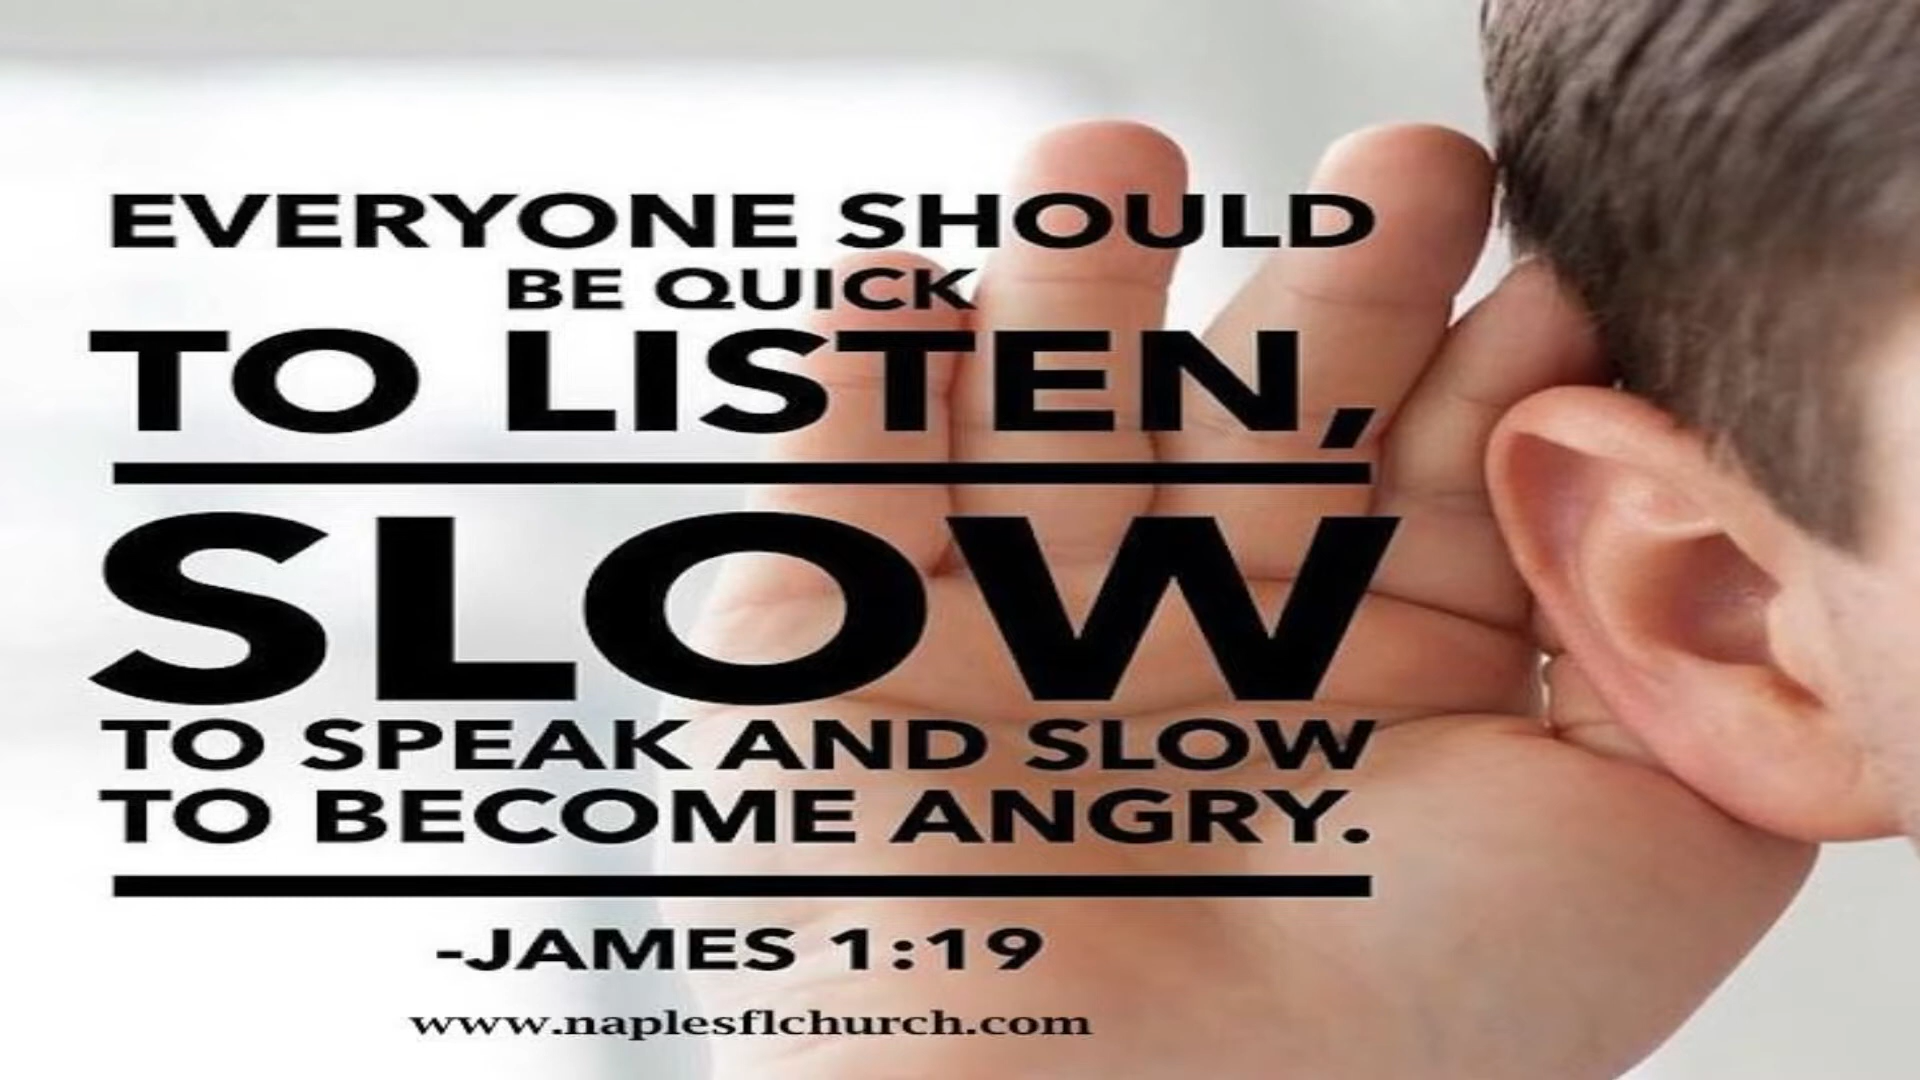 EVERYONE SHOULD
BE QUICK
TO LISTEN,
SLOW
TO SPEAK AND SLOW
TO BECOME ANGRY.
-JAMES 1:19
www.naplesflchurch.com